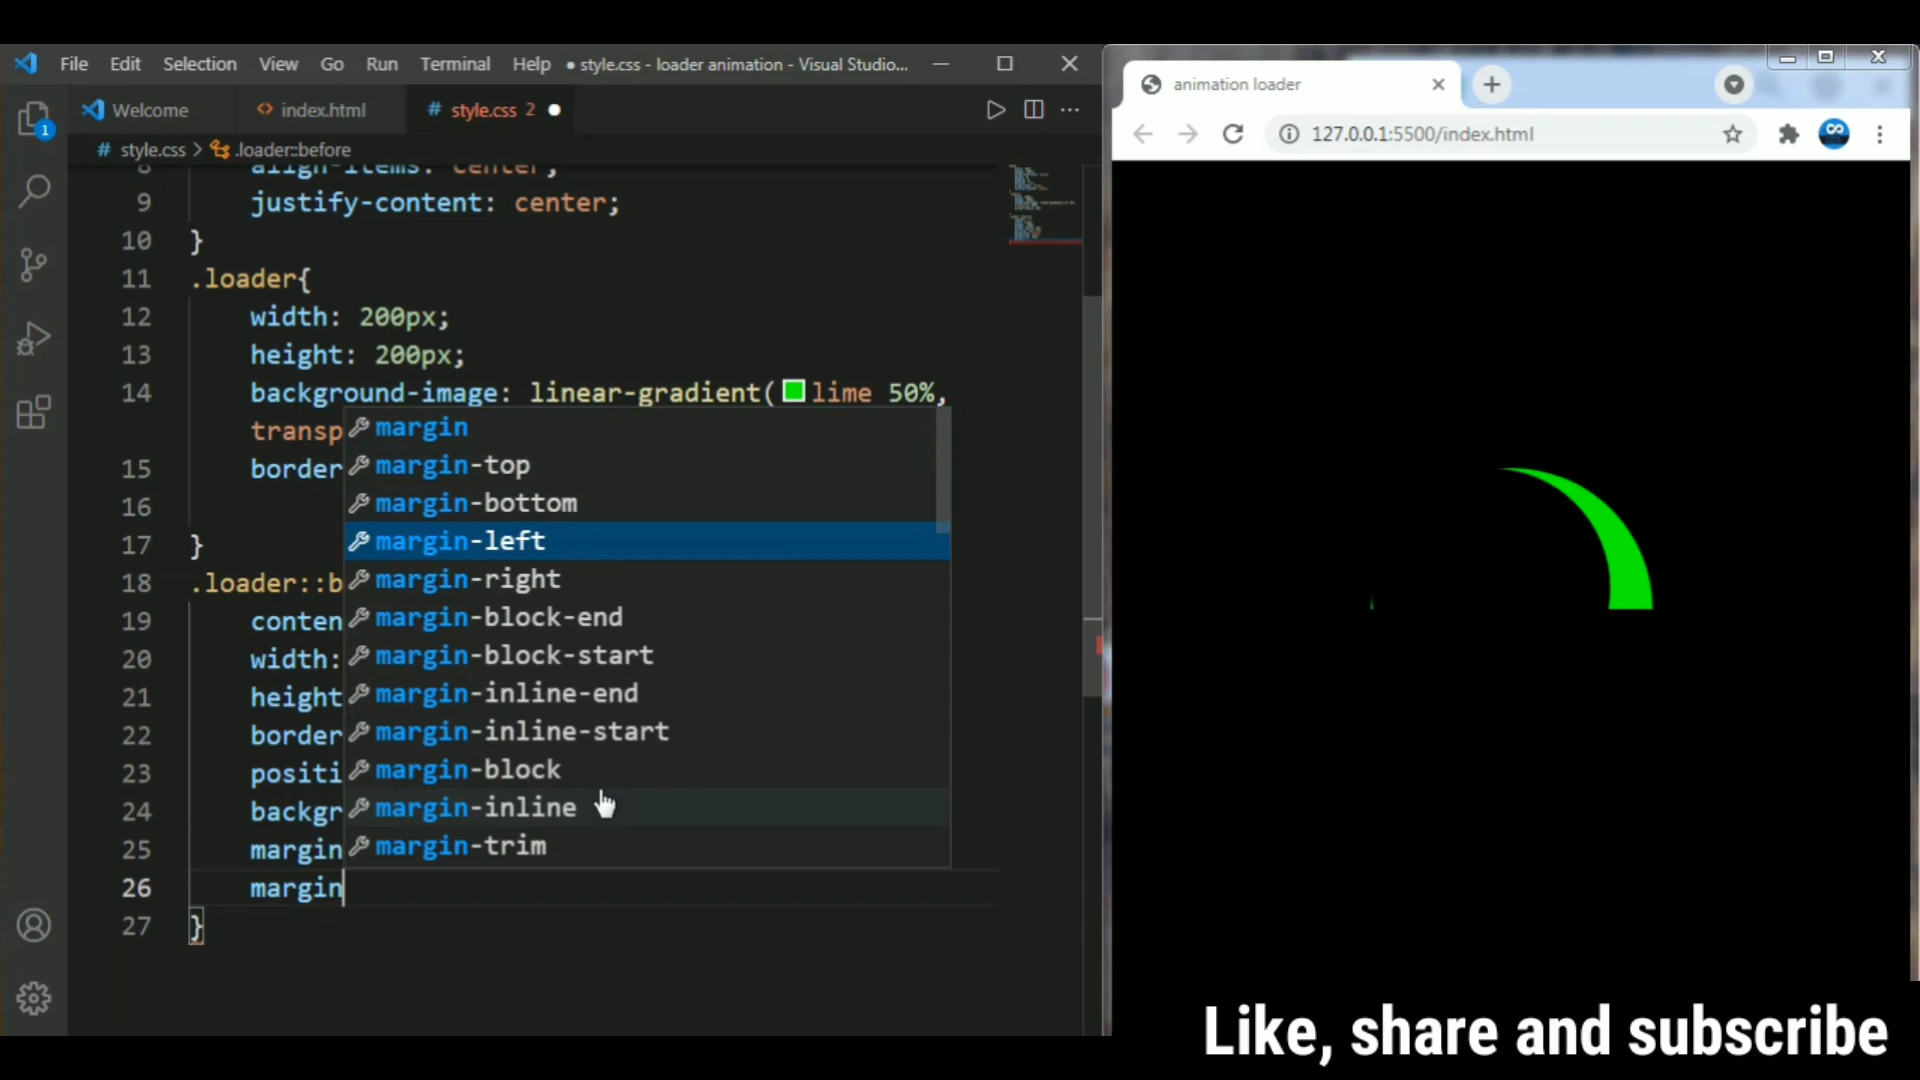 File Edit Selection View Go Run Terminal Help • style.css - loader animation - Visual Studio...
Welcome
<> index.html
# style.css 2 ●
# style.css > .loader::before
8 align-items: center;
9 justify-content: center;
10 }
11 .loader{
12 width: 200px;
13 height: 200px;
14 background-image: linear-gradient(lime 50%,
transp
15 border
16
17 }
18 .loader::b
19 conten
20 width:
21 height
22 border
23 positi
24 backgr
25 margin
26 margin
27 }
margin
margin-top
margin-bottom
margin-left
margin-right
margin-block-end
margin-block-start
margin-inline-end
margin-inline-start
margin-block
margin-inline
margin-trim
1
animation loader
127.0.0.1:5500/index.html
Like, share and subscribe